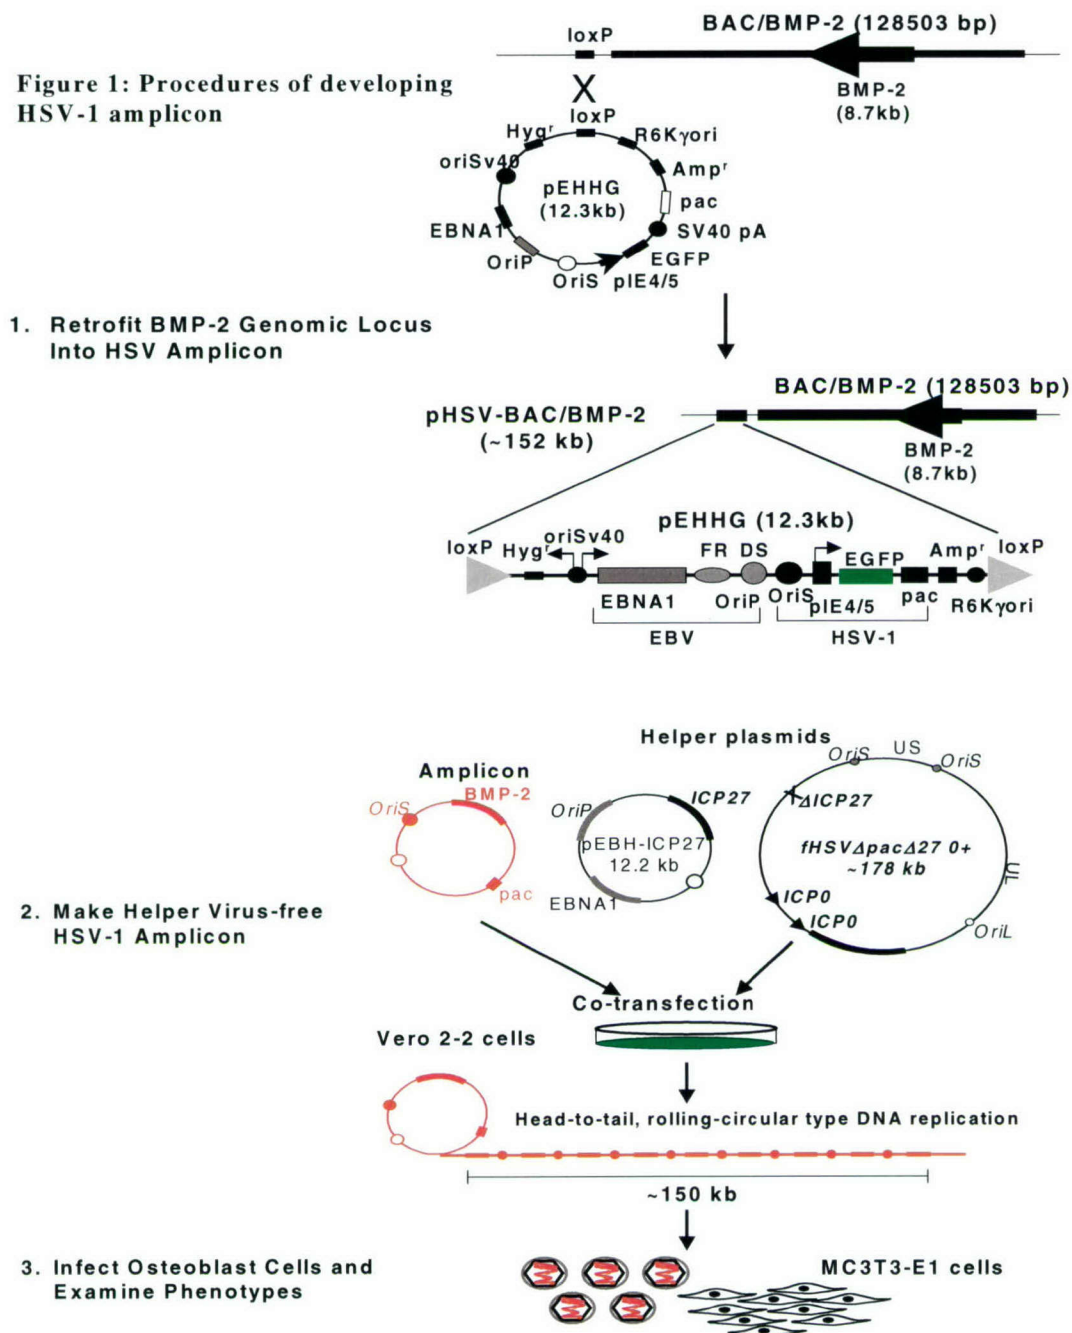 BAC/BMP-2 (128503 bp)
loxP
Figure 1: Procedures of developing
HSV-1 amplicon
BMP-2
(8.7kb)
X
loxP
Hygʳ
R6Kγori
oriSv40
Ampʳ
pEHHG
(12.3kb)
pac
EBNA1
SV40 pA
OriP
EGFP
OriS
pIE4/5
1. Retrofit BMP-2 Genomic Locus
Into HSV Amplicon
BAC/BMP-2 (128503 bp)
pHSV-BAC/BMP-2
(~152 kb)
BMP-2
(8.7kb)
pEHHG (12.3kb)
loxP
Hygʳ
oriSv40
FR
DS
EGFP
Ampʳ
loxP
EBNA1
OriP
OriS
pIE4/5
pac
R6Kγori
EBV
HSV-1
Helper plasmids
OriS
US
OriS
Amplicon
BMP-2
OriS
OriP
ICP27
ΔICP27
pEBH-ICP27
12.2 kb
fHSVΔpacΔ27 0+
~178 kb
UL
pac
EBNA1
ICP0
ICP0
OriL
2. Make Helper Virus-free
HSV-1 Amplicon
Co-transfection
Vero 2-2 cells
Head-to-tail, rolling-circular type DNA replication
~150 kb
3. Infect Osteoblast Cells and
Examine Phenotypes
MC3T3-E1 cells